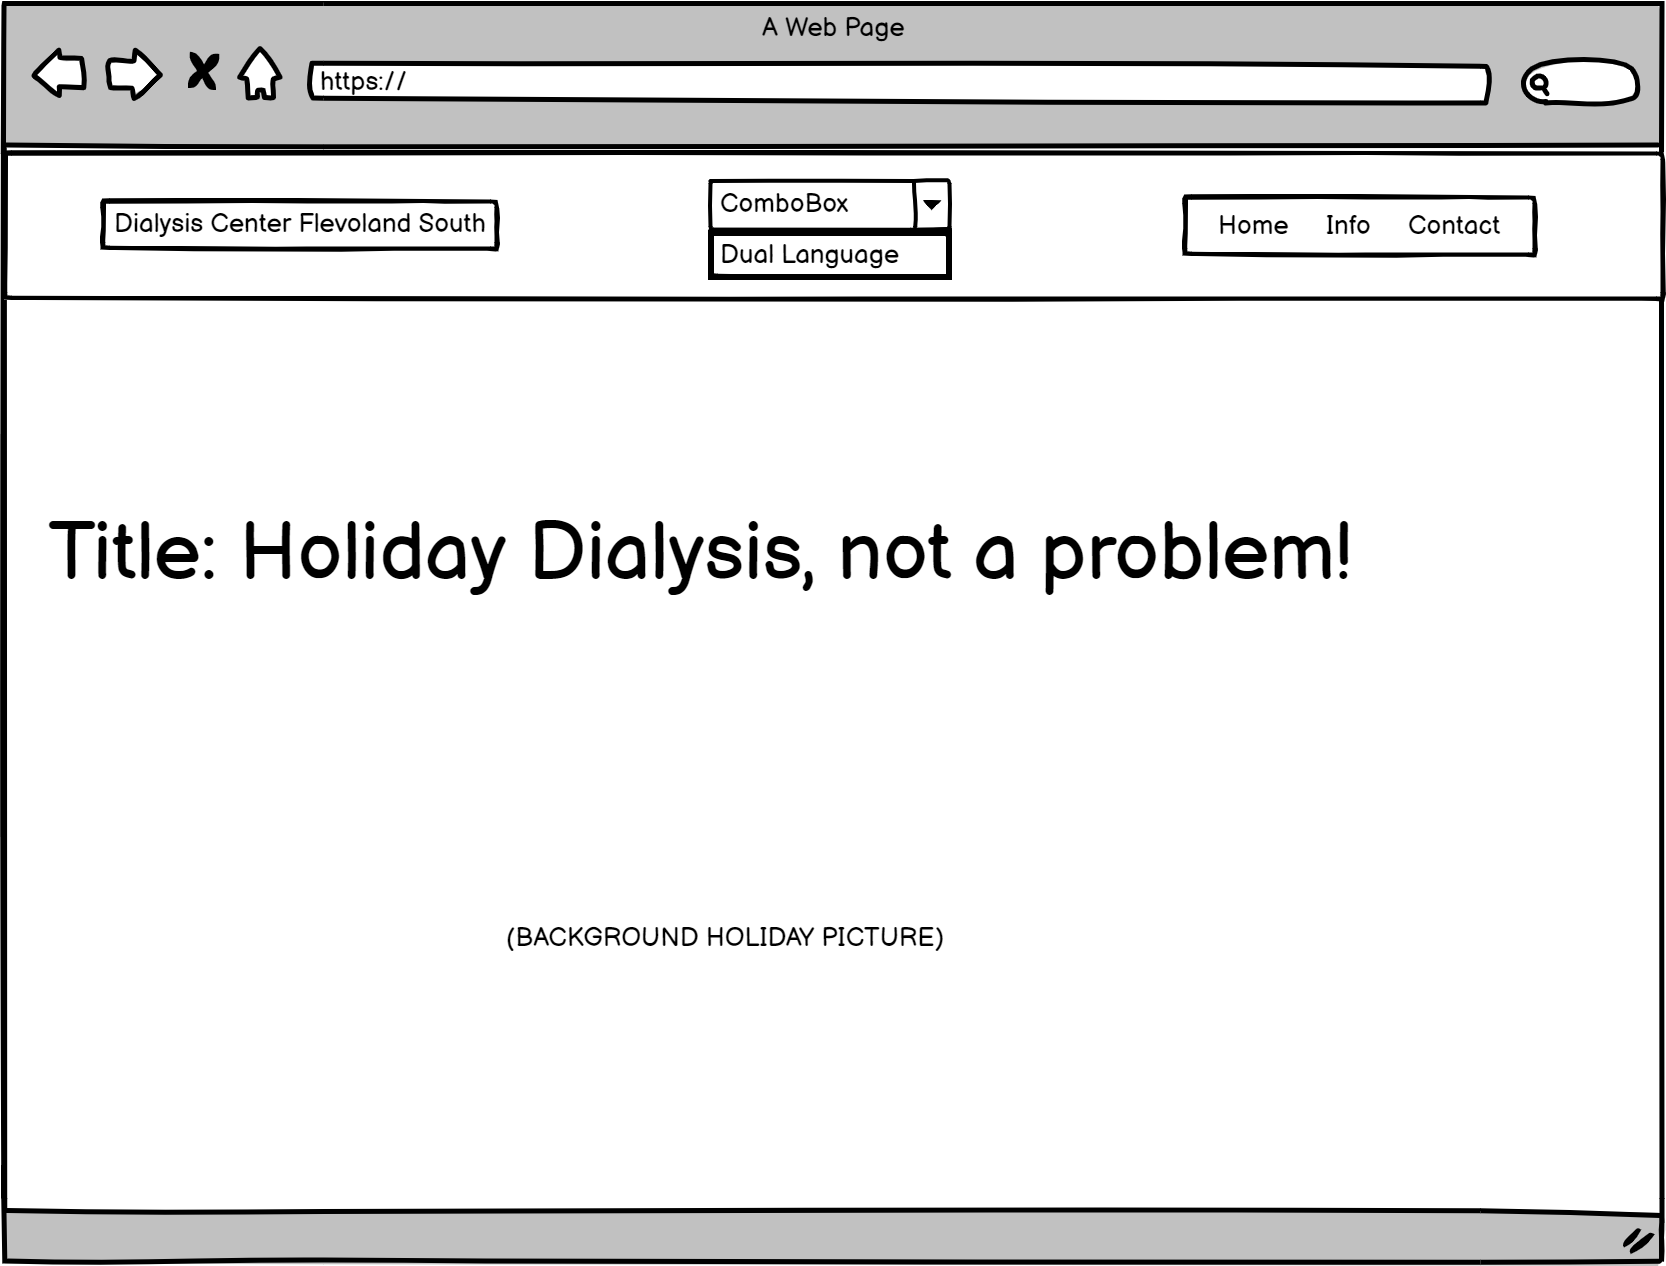 A Web Page
https://
Dialysis Center Flevoland South
ComboBox
Dual Language
Home Info Contact
Title: Holiday Dialysis, not a problem!
(BACKGROUND HOLIDAY PICTURE)